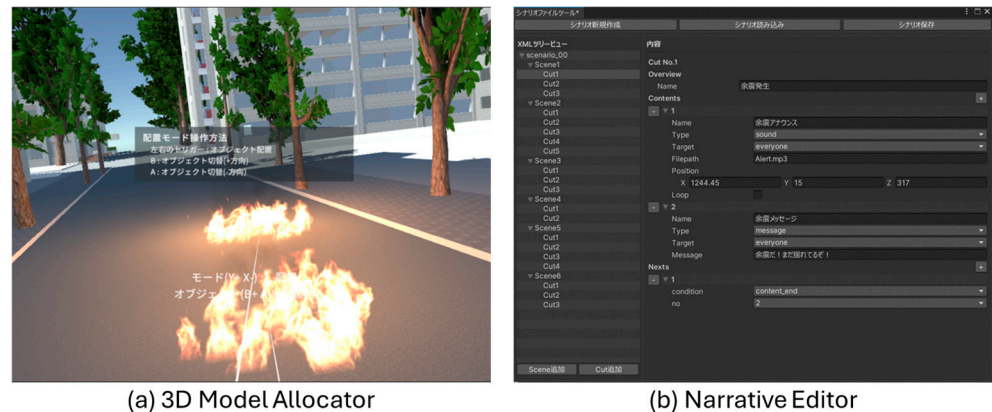 配置モード操作方法
左右のトリガー：オブジェクト配置
B：オブジェクト切替(+方向)
A：オブジェクト切替(-方向)
モード(Y+ X-)：
オブジェクト(B+
(a) 3D Model Allocator
シナリオファイルツール*
シナリオ新規作成 シナリオ読み込み シナリオ保存
XMLツリービュー
scenario_00
Scene1
Cut1
Cut2
Cut3
Scene2
Cut1
Cut2
Cut3
Cut4
Cut5
Scene3
Cut1
Cut2
Cut3
Scene4
Cut1
Cut2
Scene5
Cut1
Cut2
Cut3
Cut4
Scene6
Cut1
Cut2
Cut3
Scene追加 Cut追加
内容
Cut No.1
Overview
Name 余震発生
Contents +
- 1
Name 余震アナウンス
Type sound
Target everyone
Filepath Alert.mp3
Position
X 1244.45 Y 15 Z 317
Loop
- 2
Name 余震メッセージ
Type message
Target everyone
Message 余震だ！まだ揺れてるぞ！
Nexts +
- 1
condition content_end
no 2
(b) Narrative Editor